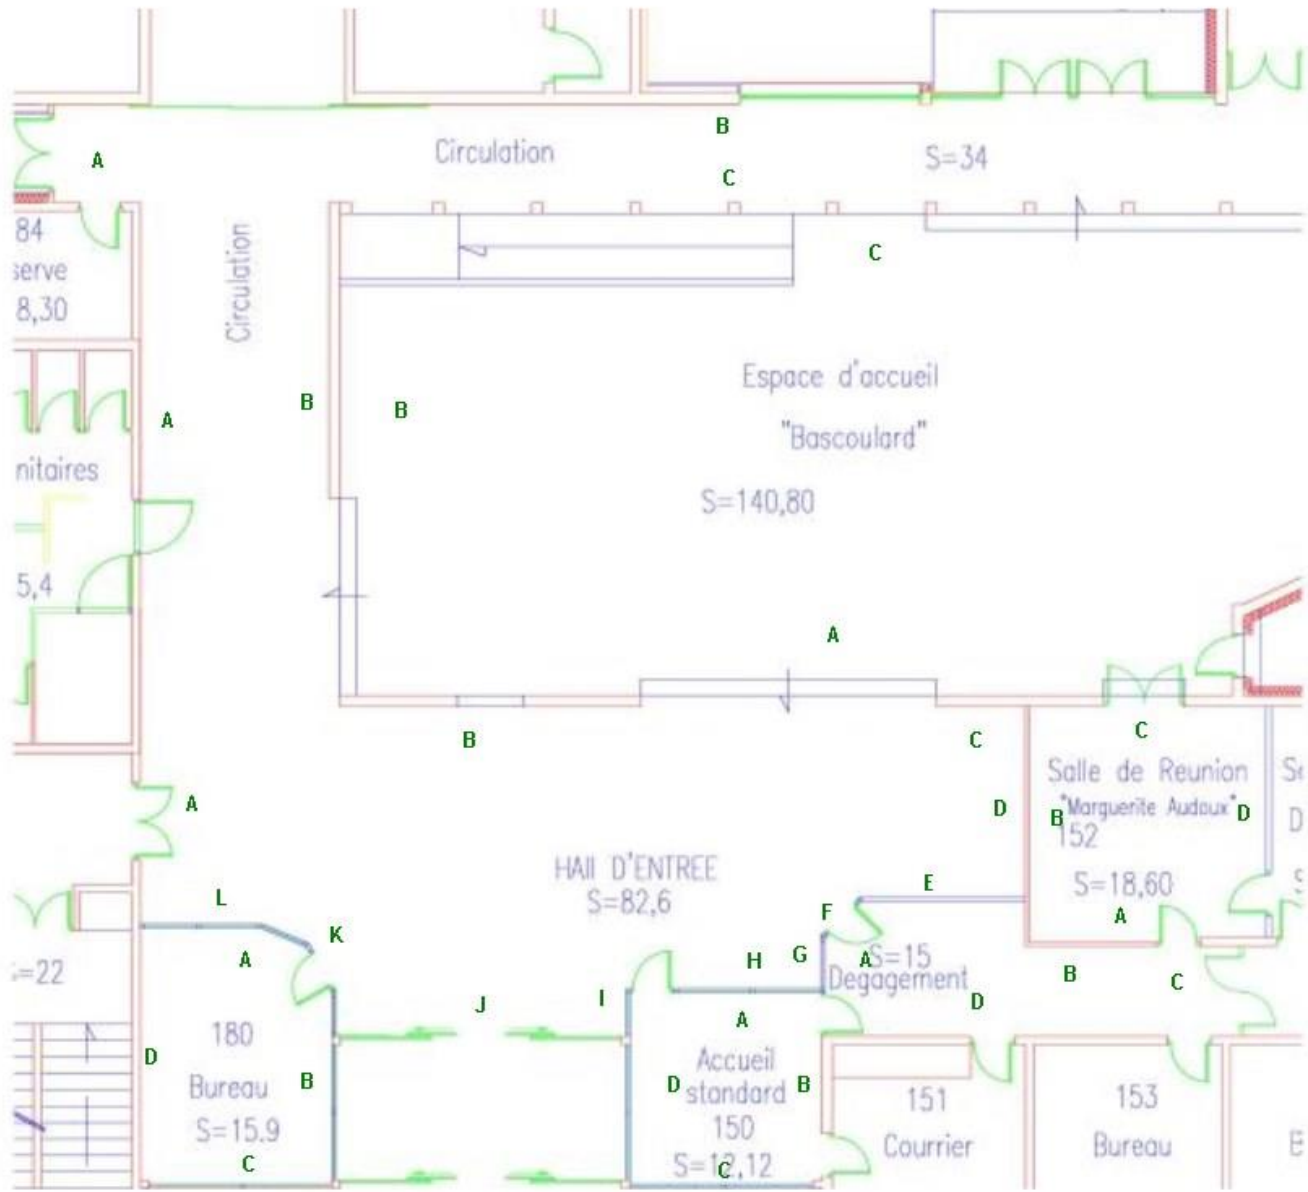 B
Circulation
S=34
A
C
84
serve
8,30
Circulation
C
Espace d'accueil
"Bascoulard"
S=140,80
B
B
A
nitaires
5,4
A
B
C
C
Salle de Reunion
"Marguerite Audoux"
152
S=18,60
D
B
D
A
A
HAll D'ENTREE
S=82,6
L
E
F
K
A
G
H
A
S=15
Degagement
B
C
D
=22
I
J
A
180
Bureau
S=15.9
D
B
C
Accueil
standard
150
S=12,12
D
B
C
151
Courrier
153
Bureau